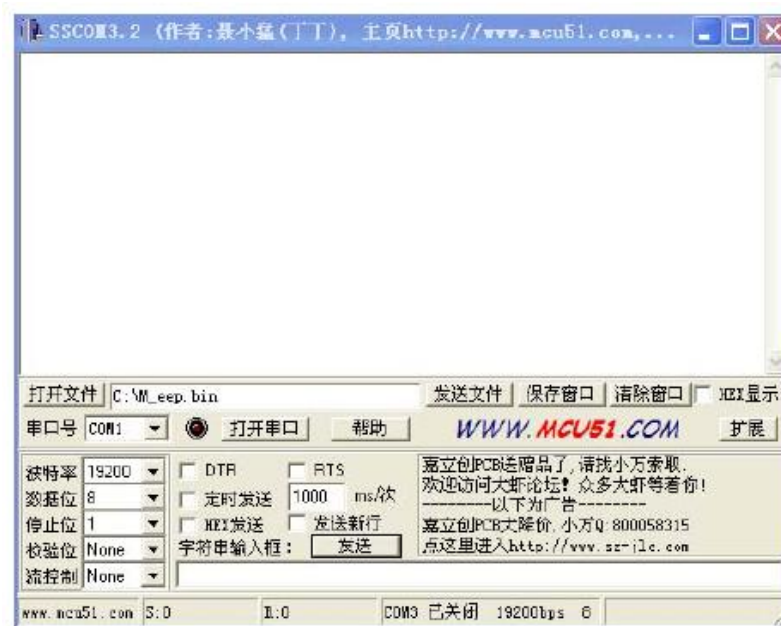 SSCOM3.2 (作者:聂小猛(丁丁), 主页http://www.mcu51.com,...
打开文件 C:\M_eep.bin 发送文件 保存窗口 清除窗口 HEX显示
串口号 COM1 打开串口 帮助 WWW.MCU51.COM 扩展
波特率 19200 DTR RTS
数据位 8 定时发送 1000 ms/次
停止位 1 HEX发送 发送新行
校验位 None 字符串输入框: 发送
流控制 None
嘉立创PCB送赠品了,请找小万索取.
欢迎访问大虾论坛! 众多大虾等着你!
--------以下为广告--------
嘉立创PCB大降价.小万Q:800058315
点这里进入http://www.sz-jlc.com
www.mcu51.com S:0 R:0 COM3 已关闭 19200bps 8